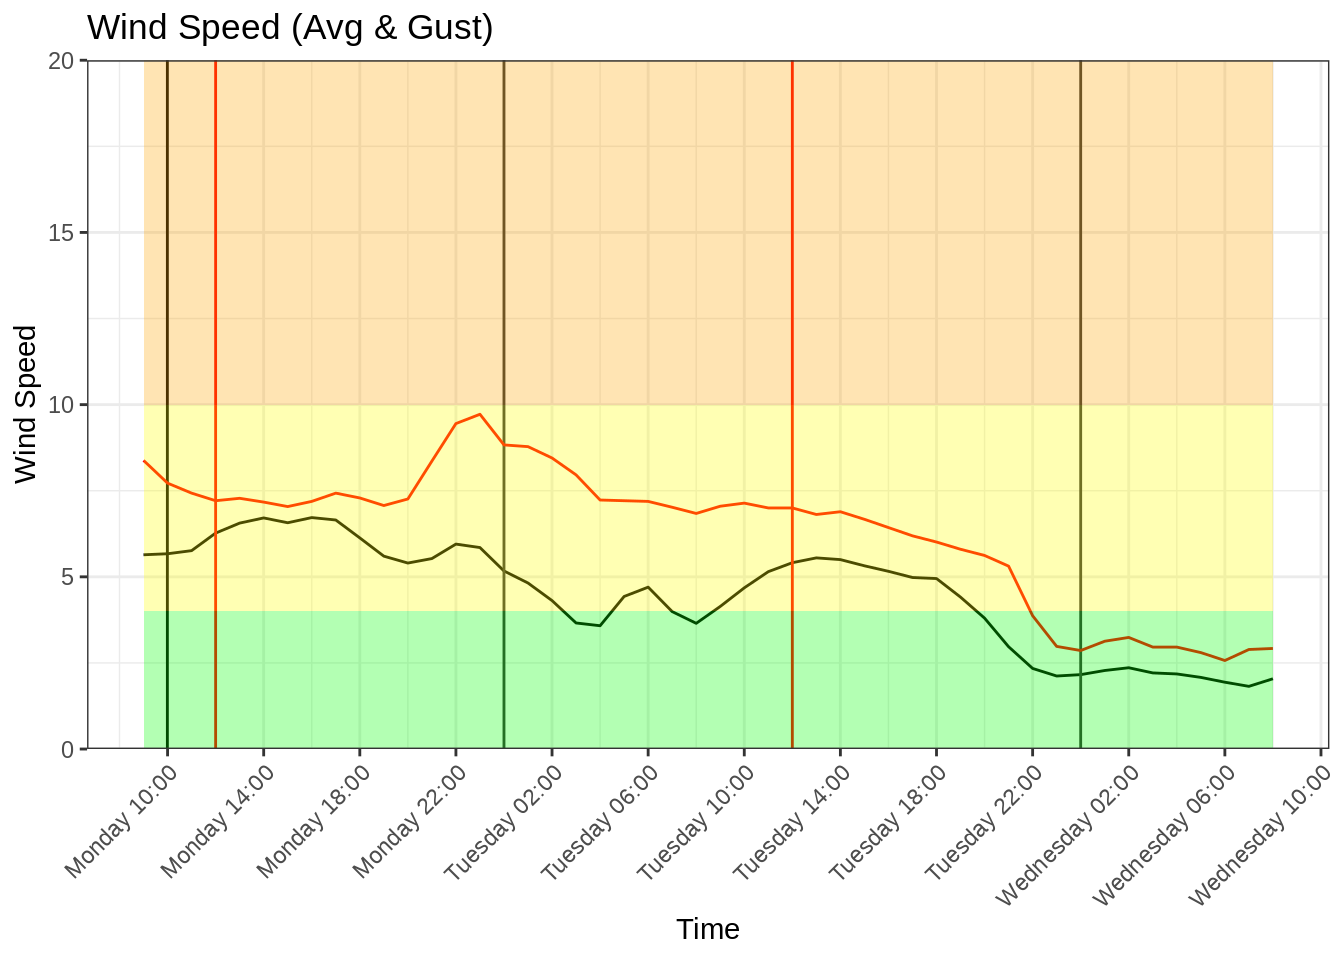 Wind Speed (Avg & Gust)
20
15
10
5
0
Wind Speed
Monday 10:00
Monday 14:00
Monday 18:00
Monday 22:00
Tuesday 02:00
Tuesday 06:00
Tuesday 10:00
Tuesday 14:00
Tuesday 18:00
Tuesday 22:00
Wednesday 02:00
Wednesday 06:00
Wednesday 10:00
Time